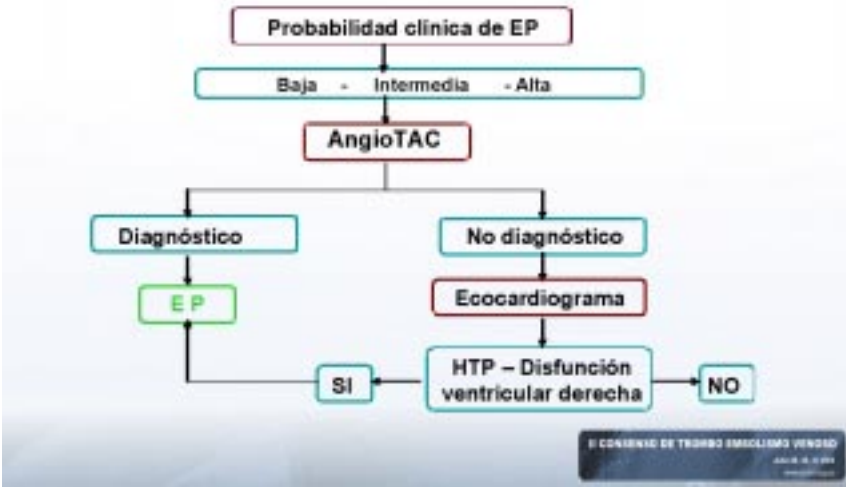 Probabilidad clínica de EP
Baja - Intermedia - Alta
AngioTAC
Diagnóstico
No diagnóstico
E P
Ecocardiograma
SI
HTP – Disfunción
ventricular derecha
NO
II CONSENSO DE TROMBO EMBOLISMO VENOSO